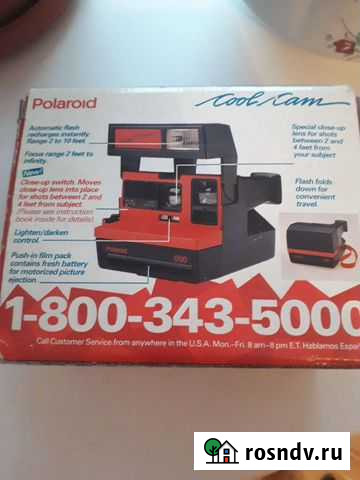 Polaroid
Cool Cam
Automatic flash
recharges instantly.
Range 2 to 10 feet
Focus range 2 feet to
infinity.
New!
Close-up switch. Moves
close-up lens into place
for shots between 2 and
4 feet from subject.
(Please see instruction
book inside for details)
Lighten/darken
control.
Push-in film pack
contains fresh battery
for motorized picture
ejection.
Special close-up
lens for shots
between 2 and
4 feet from
your subject
Flash folds
down for
convenient
travel.
POLAROID
600
1-800-343-5000
Call Customer Service from anywhere in the U.S.A. Mon.-Fri. 8 am-8 pm E.T. Hablamos Españ
rosndv.ru